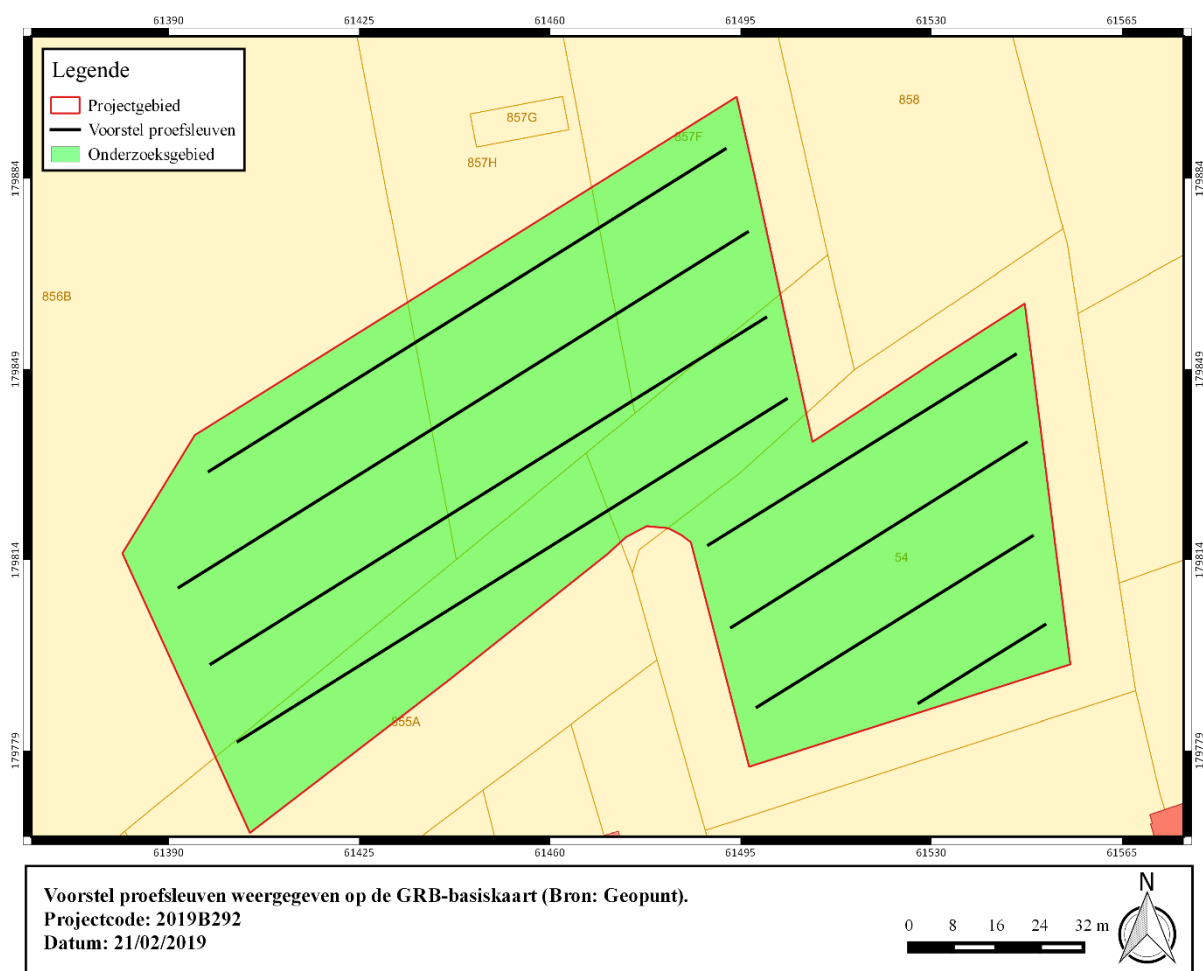 61390 61425 61460 61495 61530 61565
Legende
Projectgebied
Voorstel proefsleuven
Onderzoeksgebied
857G
857F
857H
858
179884 179884
856B
179849 179849
179814 179814
54
855A
179779 179779
61390 61425 61460 61495 61530 61565
Voorstel proefsleuven weergegeven op de GRB-basiskaart (Bron: Geopunt).
Projectcode: 2019B292
Datum: 21/02/2019
0 8 16 24 32 m
N